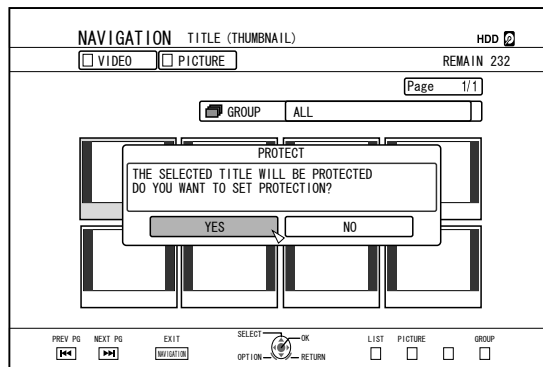 NAVIGATION TITLE (THUMBNAIL) HDD
VIDEO PICTURE REMAIN 232
Page 1/1
GROUP ALL
PROTECT
THE SELECTED TITLE WILL BE PROTECTED
DO YOU WANT TO SET PROTECTION?
YES NO
PREV PG NEXT PG EXIT SELECT OK LIST PICTURE GROUP
NAVIGATION OPTION RETURN